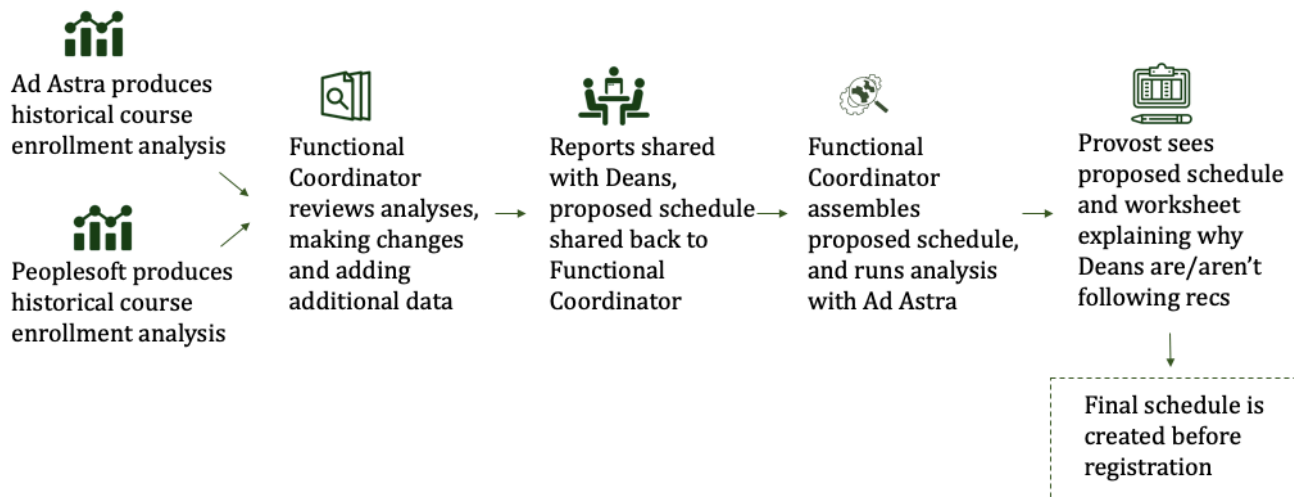 Ad Astra produces
historical course
enrollment analysis
Peoplesoft produces
historical course
enrollment analysis
Functional
Coordinator
reviews analyses,
making changes
and adding
additional data
Reports shared
with Deans,
proposed schedule
shared back to
Functional
Coordinator
Functional
Coordinator
assembles
proposed schedule,
and runs analysis
with Ad Astra
Provost sees
proposed schedule
and worksheet
explaining why
Deans are/aren’t
following recs
Final schedule is
created before
registration